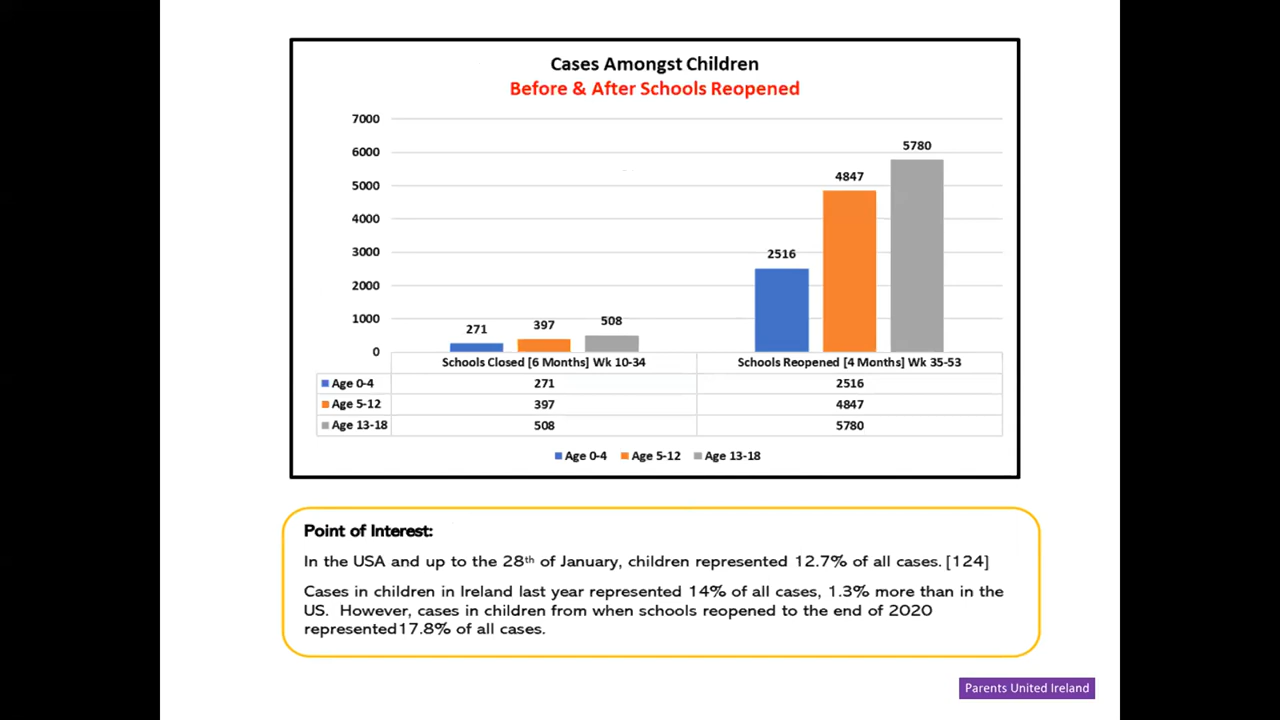 Cases Amongst Children
Before & After Schools Reopened
7000
6000
5000
4000
3000
2000
1000
0
271
397
508
2516
4847
5780
Schools Closed [6 Months] Wk 10-34 Schools Reopened [4 Months] Wk 35-53
Age 0-4 271 2516
Age 5-12 397 4847
Age 13-18 508 5780
Age 0-4 Age 5-12 Age 13-18
Point of Interest:
In the USA and up to the 28th of January, children represented 12.7% of all cases. [124]
Cases in children in Ireland last year represented 14% of all cases, 1.3% more than in the
US. However, cases in children from when schools reopened to the end of 2020
represented17.8% of all cases.
Parents United Ireland